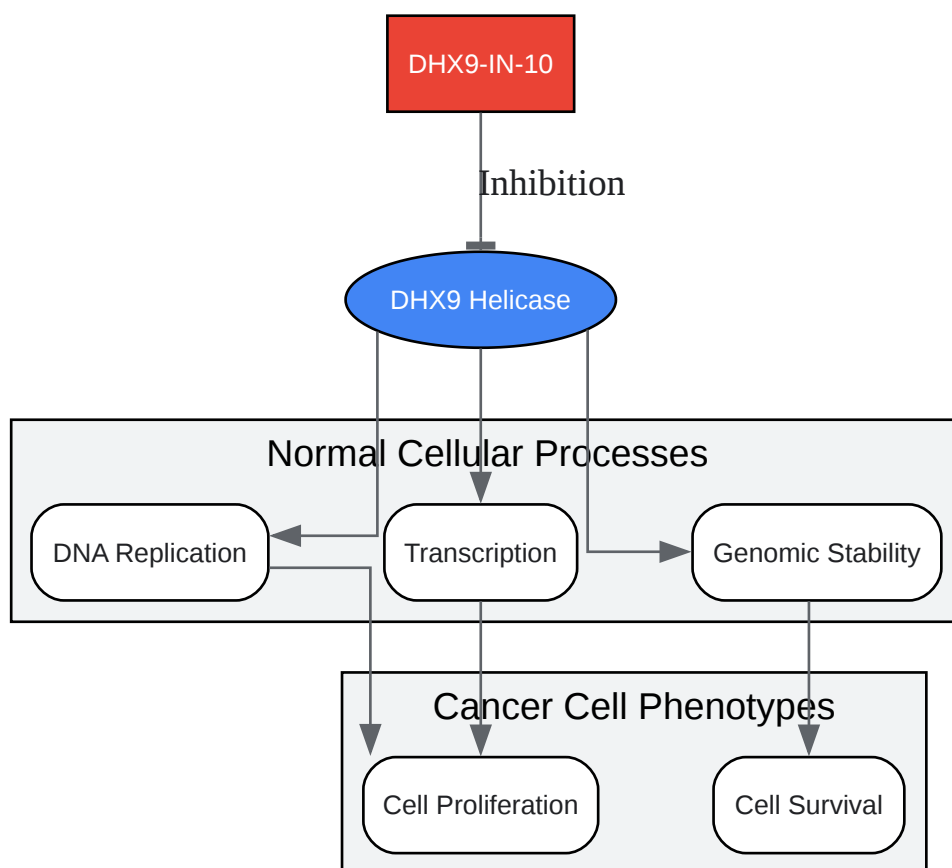 DHX9-IN-10
Inhibition
DHX9 Helicase
Normal Cellular Processes
DNA Replication
Transcription
Genomic Stability
Cancer Cell Phenotypes
Cell Proliferation
Cell Survival